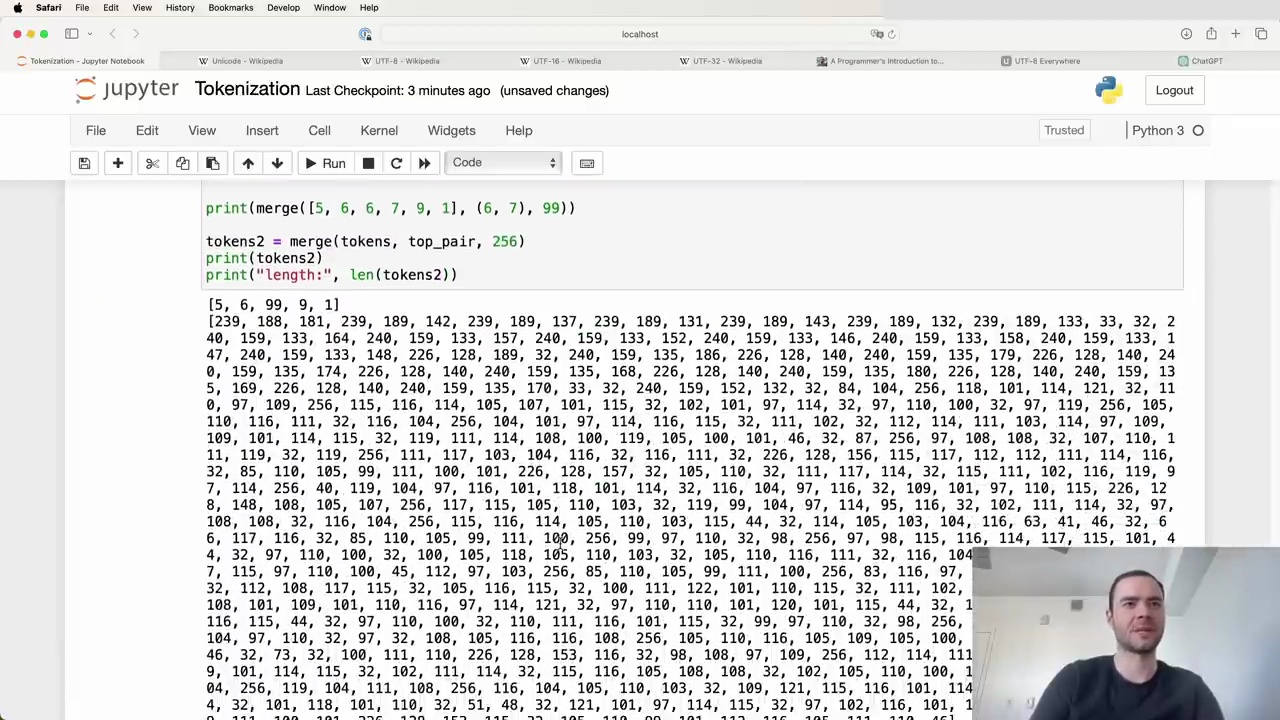 Safari File Edit View History Bookmarks Develop Window Help
localhost
Tokenization - Jupyter Notebook Unicode - Wikipedia UTF-8 - Wikipedia UTF-16 - Wikipedia UTF-32 - Wikipedia A Programmer's Introduction to... UTF-8 Everywhere ChatGPT
jupyter Tokenization Last Checkpoint: 3 minutes ago (unsaved changes) Logout
File Edit View Insert Cell Kernel Widgets Help Trusted Python 3
Run Code
print(merge([5, 6, 6, 7, 9, 1], (6, 7), 99))
tokens2 = merge(tokens, top_pair, 256)
print(tokens2)
print("length:", len(tokens2))
[5, 6, 99, 9, 1]
[239, 188, 181, 239, 189, 142, 239, 189, 137, 239, 189, 131, 239, 189, 143, 239, 189, 132, 239, 189, 133, 33, 32, 2
40, 159, 133, 164, 240, 159, 133, 157, 240, 159, 133, 152, 240, 159, 133, 146, 240, 159, 133, 158, 240, 159, 133, 1
47, 240, 159, 133, 148, 226, 128, 189, 32, 240, 159, 135, 186, 226, 128, 140, 240, 159, 135, 179, 226, 128, 140, 24
0, 159, 135, 174, 226, 128, 140, 240, 159, 135, 168, 226, 128, 140, 240, 159, 135, 180, 226, 128, 140, 240, 159, 13
5, 169, 226, 128, 140, 240, 159, 135, 170, 33, 32, 240, 159, 152, 132, 32, 84, 104, 256, 118, 101, 114, 121, 32, 11
0, 97, 109, 256, 115, 116, 114, 105, 107, 101, 115, 32, 102, 101, 97, 114, 32, 97, 110, 100, 32, 97, 119, 256, 105,
110, 116, 111, 32, 116, 104, 256, 104, 101, 97, 114, 116, 115, 32, 111, 102, 32, 112, 114, 111, 103, 114, 97, 109,
109, 101, 114, 115, 32, 119, 111, 114, 108, 100, 119, 105, 100, 101, 46, 32, 87, 256, 97, 108, 108, 32, 107, 110, 1
11, 119, 32, 119, 256, 111, 117, 103, 104, 116, 32, 116, 111, 32, 226, 128, 156, 115, 117, 112, 112, 111, 114, 116,
32, 85, 110, 105, 99, 111, 100, 101, 226, 128, 157, 32, 105, 110, 32, 111, 117, 114, 32, 115, 111, 102, 116, 119, 9
7, 114, 256, 40, 119, 104, 97, 116, 101, 118, 101, 114, 32, 116, 104, 97, 116, 32, 109, 101, 97, 110, 115, 226, 12
8, 148, 108, 105, 107, 256, 117, 115, 105, 110, 103, 32, 119, 99, 104, 97, 114, 95, 116, 32, 102, 111, 114, 32, 97,
108, 108, 32, 116, 104, 256, 115, 116, 114, 105, 110, 103, 115, 44, 32, 114, 105, 103, 104, 116, 63, 41, 46, 32, 6
6, 117, 116, 32, 85, 110, 105, 99, 111, 100, 256, 99, 97, 110, 32, 98, 256, 97, 98, 115, 116, 114, 117, 115, 101, 4
4, 32, 97, 110, 100, 32, 100, 105, 118, 105, 110, 103, 32, 105, 110, 116, 111, 32, 116, 104
7, 115, 97, 110, 100, 45, 112, 97, 103, 256, 85, 110, 105, 99, 111, 100, 256, 83, 116, 97,
32, 112, 108, 117, 115, 32, 105, 116, 115, 32, 100, 111, 122, 101, 110, 115, 32, 111, 102
108, 101, 109, 101, 110, 116, 97, 114, 121, 32, 97, 110, 110, 101, 120, 101, 115, 44, 32, 1
116, 115, 44, 32, 97, 110, 100, 32, 110, 111, 116, 101, 115, 32, 99, 97, 110, 32, 98, 256,
104, 97, 110, 32, 97, 32, 108, 105, 116, 116, 108, 256, 105, 110, 116, 105, 109, 105, 100,
46, 32, 73, 32, 100, 111, 110, 226, 128, 153, 116, 32, 98, 108, 97, 109, 256, 112, 114, 111
9, 101, 114, 115, 32, 102, 111, 114, 32, 115, 116, 105, 108, 108, 32, 102, 105, 110, 100
04, 256, 119, 104, 111, 108, 256, 116, 104, 105, 110, 103, 32, 109, 121, 115, 116, 101,
110, 101, 118, 101, 110, 32, 51, 48, 32, 121, 101, 97, 114, 115, 32, 97, 102, 116, 101,